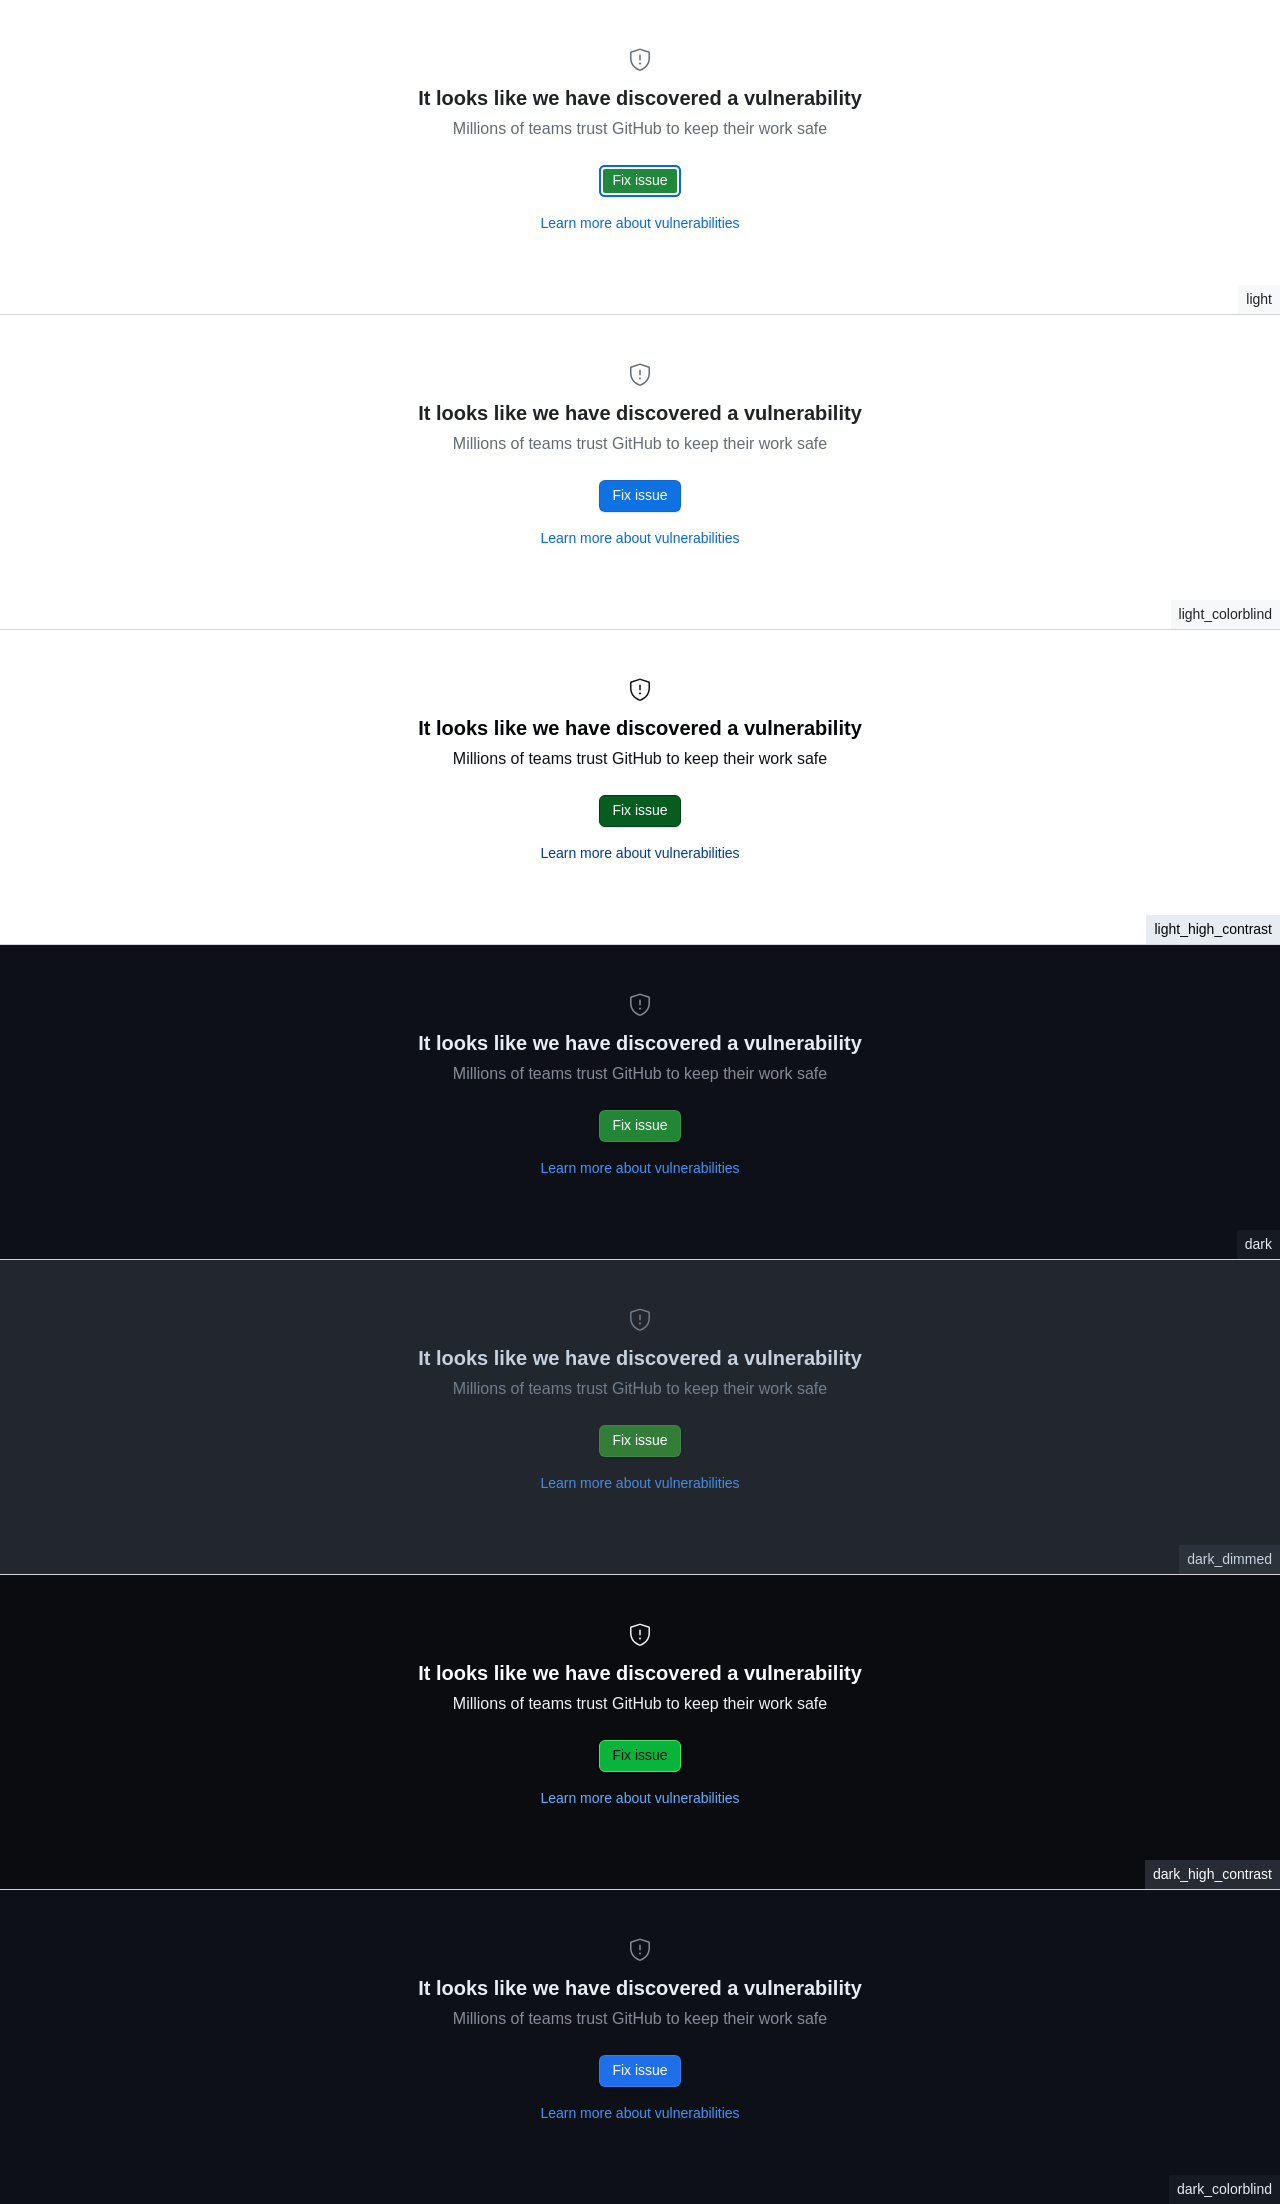 It looks like we have discovered a vulnerability
Millions of teams trust GitHub to keep their work safe
Fix issue
Learn more about vulnerabilities
light
It looks like we have discovered a vulnerability
Millions of teams trust GitHub to keep their work safe
Fix issue
Learn more about vulnerabilities
light_colorblind
It looks like we have discovered a vulnerability
Millions of teams trust GitHub to keep their work safe
Fix issue
Learn more about vulnerabilities
light_high_contrast
It looks like we have discovered a vulnerability
Millions of teams trust GitHub to keep their work safe
Fix issue
Learn more about vulnerabilities
dark
It looks like we have discovered a vulnerability
Millions of teams trust GitHub to keep their work safe
Fix issue
Learn more about vulnerabilities
dark_dimmed
It looks like we have discovered a vulnerability
Millions of teams trust GitHub to keep their work safe
Fix issue
Learn more about vulnerabilities
dark_high_contrast
It looks like we have discovered a vulnerability
Millions of teams trust GitHub to keep their work safe
Fix issue
Learn more about vulnerabilities
dark_colorblind